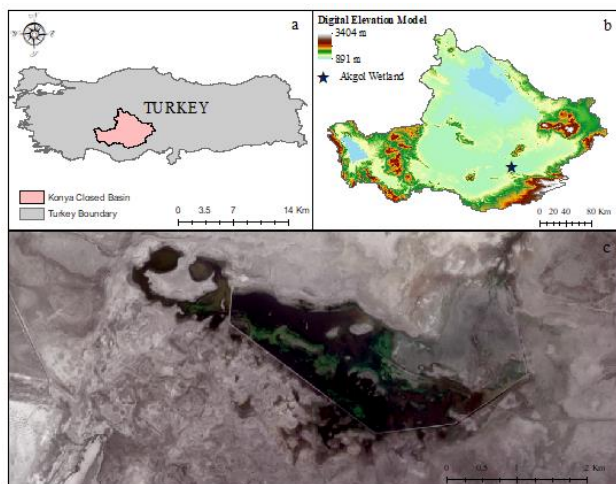 a
TURKEY
Konya Closed Basin
Turkey Boundary
0 3.5 7 14 Km
b
Digital Elevation Model
3404 m
891 m
Akgol Wetland
0 20 40 80 Km
c
0 0.5 1 2 Km